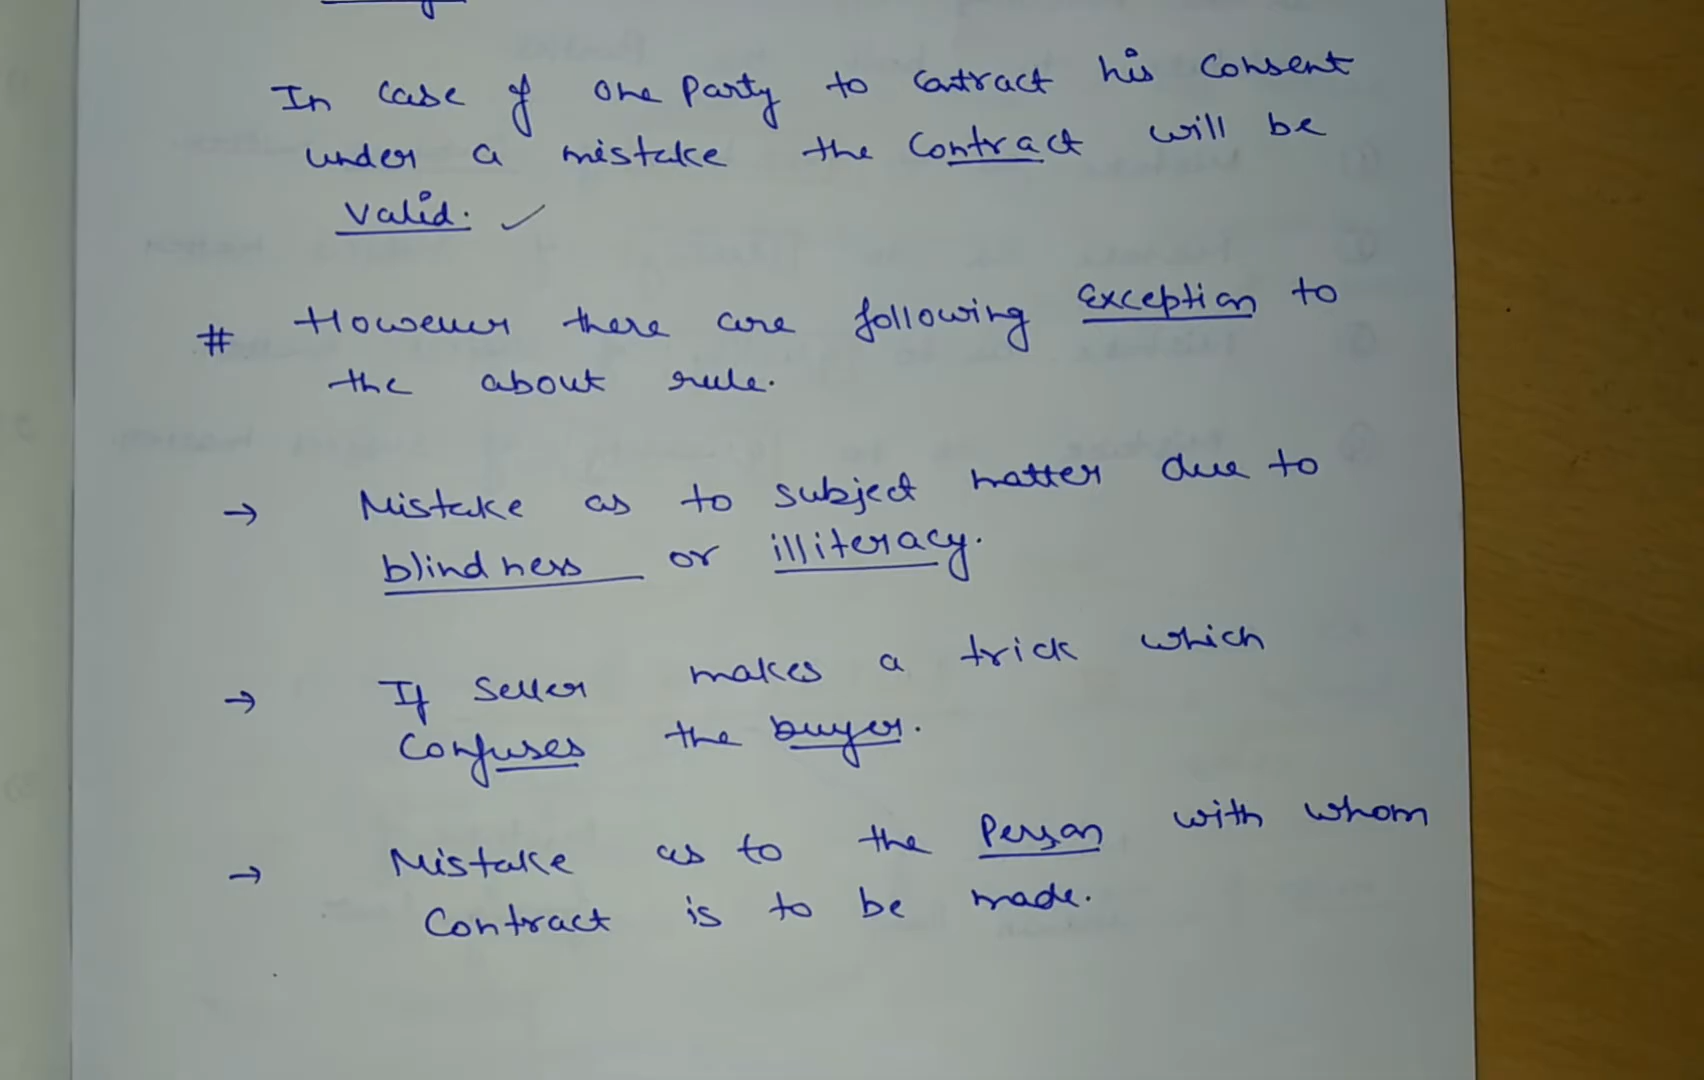 In case of one party to contract his consent
under a mistake the contract will be
valid. ✓
# However there are following exception to
the about rule.
→ Mistake as to subject matter due to
blindness or illiteracy.
→ If seller makes a trick which
confuses the buyer.
→ Mistake as to the Person with whom
Contract is to be made.